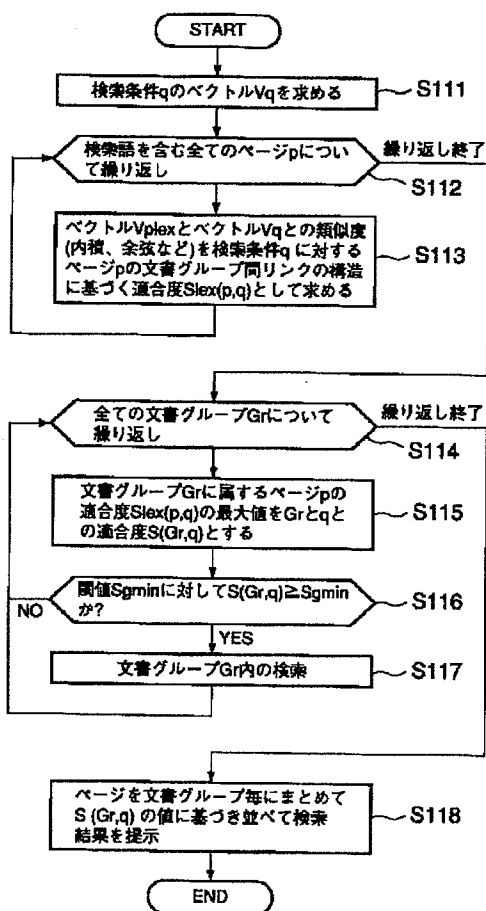 START
検索条件qのベクトルVqを求める
S111
検索語を含む全てのページpについ
て繰り返し
繰り返し終了
S112
ベクトルVplexとベクトルVqとの類似度
(内積、余弦など)を検索条件q に対する
ページpの文書グループ間リンクの構造
に基づく適合度Slex(p,q)として求める
S113
全ての文書グループGrについて
繰り返し
繰り返し終了
S114
文書グループGrに属するページpの
適合度Slex(p,q)の最大値をGrとqと
の適合度S(Gr,q)とする
S115
閾値Sgminに対してS(Gr,q)≧Sgmin
か?
S116
NO
YES
文書グループGr内の検索
S117
ページを文書グループ毎にまとめて
S (Gr,q) の値に基づき並べて検索
結果を提示
S118
END